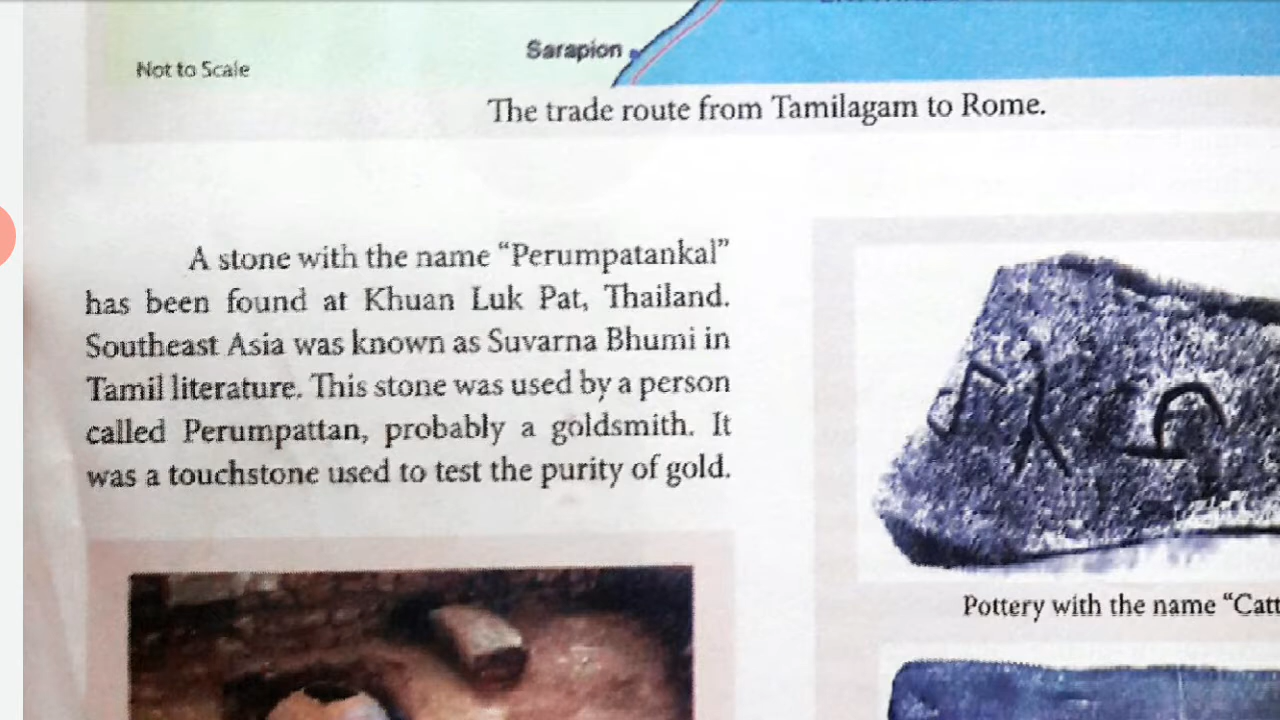 Sarapion
Not to Scale
The trade route from Tamilagam to Rome.
A stone with the name “Perumpatankal”
has been found at Khuan Luk Pat, Thailand.
Southeast Asia was known as Suvarna Bhumi in
Tamil literature. This stone was used by a person
called Perumpattan, probably a goldsmith. It
was a touchstone used to test the purity of gold.
Pottery with the name “Catt